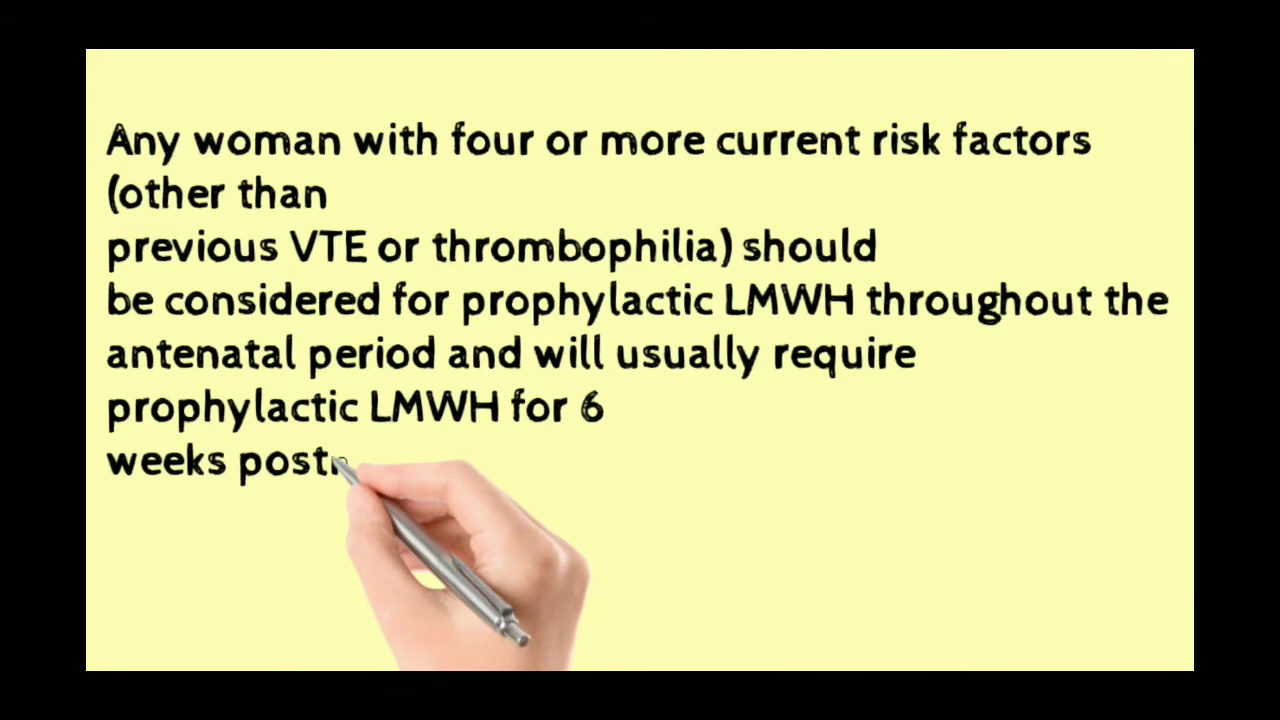 Any woman with four or more current risk factors
(other than
previous VTE or thrombophilia) should
be considered for prophylactic LMWH throughout the
antenatal period and will usually require
prophylactic LMWH for 6
weeks